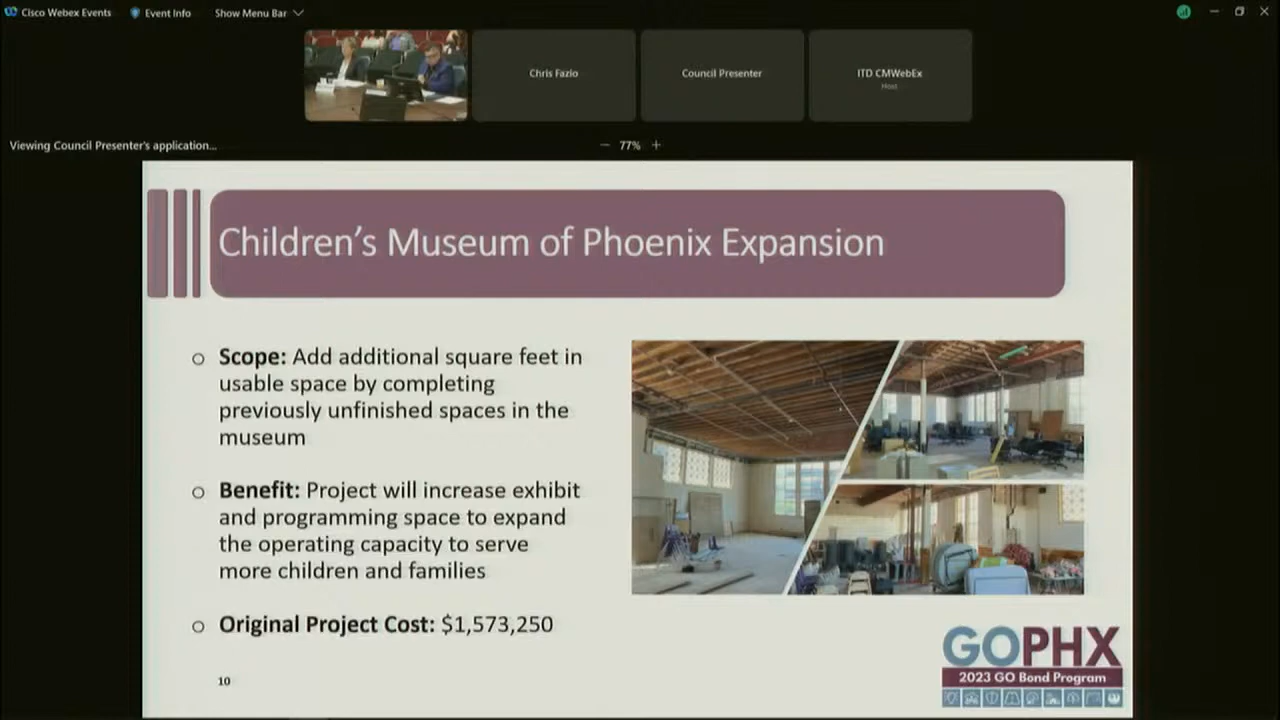 Cisco Webex Events
Event Info
Show Menu Bar
Chris Fazio
Council Presenter
ITD CMWebEx
Host
Viewing Council Presenter's application...
77%
Children's Museum of Phoenix Expansion
Scope: Add additional square feet in
usable space by completing
previously unfinished spaces in the
museum
Benefit: Project will increase exhibit
and programming space to expand
the operating capacity to serve
more children and families
Original Project Cost: $1,573,250
10
GOPHX
2023 GO Bond Program